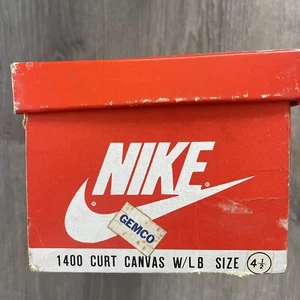 NIKE
GEMCO
1400 CURT CANVAS W/LB SIZE 4½